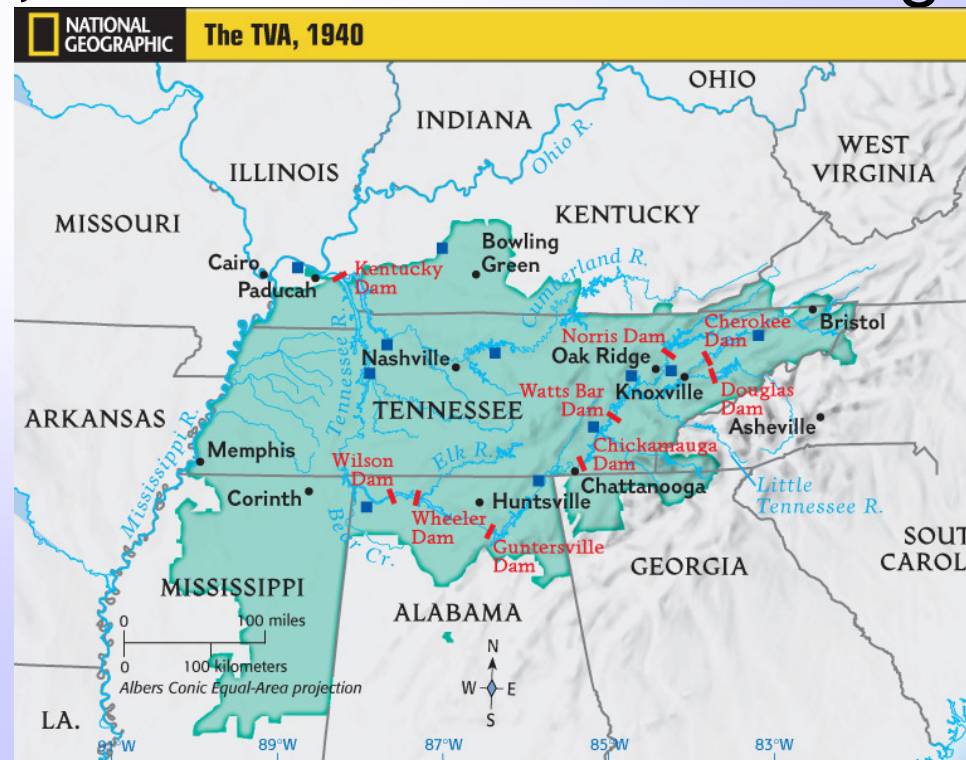 NATIONAL
GEOGRAPHIC
The TVA, 1940
OHIO
INDIANA
Ohio R.
WEST
VIRGINIA
ILLINOIS
MISSOURI
KENTUCKY
Bowling
Green
Cairo
Paducah
Kentucky
Dam
Cumberland R.
Tennessee R.
Nashville
Norris Dam
Oak Ridge
Cherokee
Dam
Bristol
Knoxville
Watts Bar
Dam
Douglas
Dam
TENNESSEE
Asheville
ARKANSAS
Mississippi R.
Memphis
Chickamauga
Dam
Chattanooga
Elk R.
Wilson
Dam
Corinth
Huntsville
Wheeler
Dam
Bear Cr.
Guntersville
Dam
Little
Tennessee R.
SOUT
CAROL
GEORGIA
MISSISSIPPI
ALABAMA
0 100 miles
0 100 kilometers
Albers Conic Equal-Area projection
N
W E
S
LA.
89°W
87°W
85°W
83°W